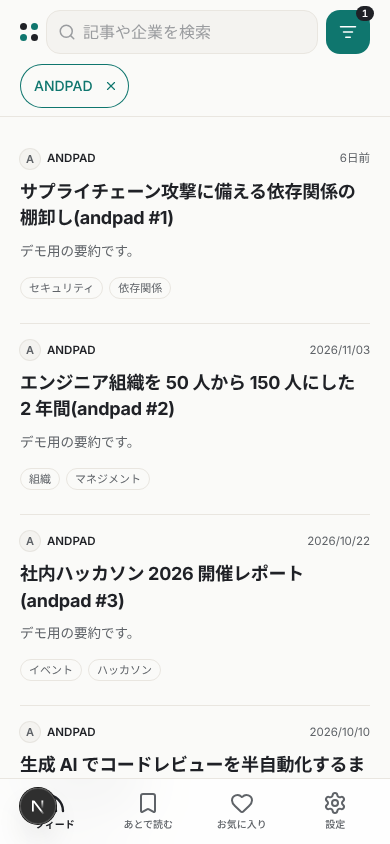 記事や企業を検索
1
ANDPAD ×
A ANDPAD 6日前
サプライチェーン攻撃に備える依存関係の
棚卸し(andpad #1)
デモ用の要約です。
セキュリティ 依存関係
A ANDPAD 2026/11/03
エンジニア組織を 50 人から 150 人にした
2 年間(andpad #2)
デモ用の要約です。
組織 マネジメント
A ANDPAD 2026/10/22
社内ハッカソン 2026 開催レポート
(andpad #3)
デモ用の要約です。
イベント ハッカソン
A ANDPAD 2026/10/10
生成 AI でコードレビューを半自動化するま
N
ィード あとで読む お気に入り 設定